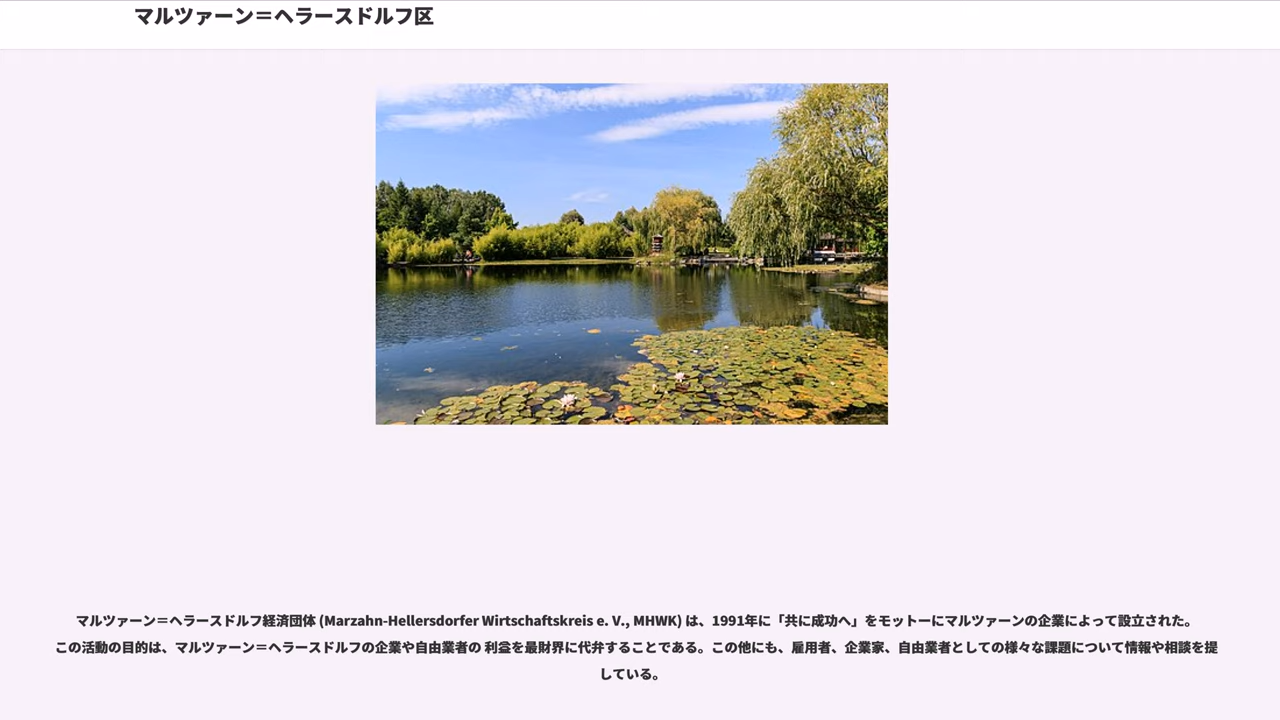 マルツァーン＝ヘラースドルフ区
マルツァーン＝ヘラースドルフ経済団体 (Marzahn-Hellersdorfer Wirtschaftskreis e. V., MHWK) は、1991年に「共に成功へ」をモットーにマルツァーンの企業によって設立された。
この活動の目的は、マルツァーン＝ヘラースドルフの企業や自由業者の 利益を最財界に代弁することである。この他にも、雇用者、企業家、自由業者としての様々な課題について情報や相談を提
している。